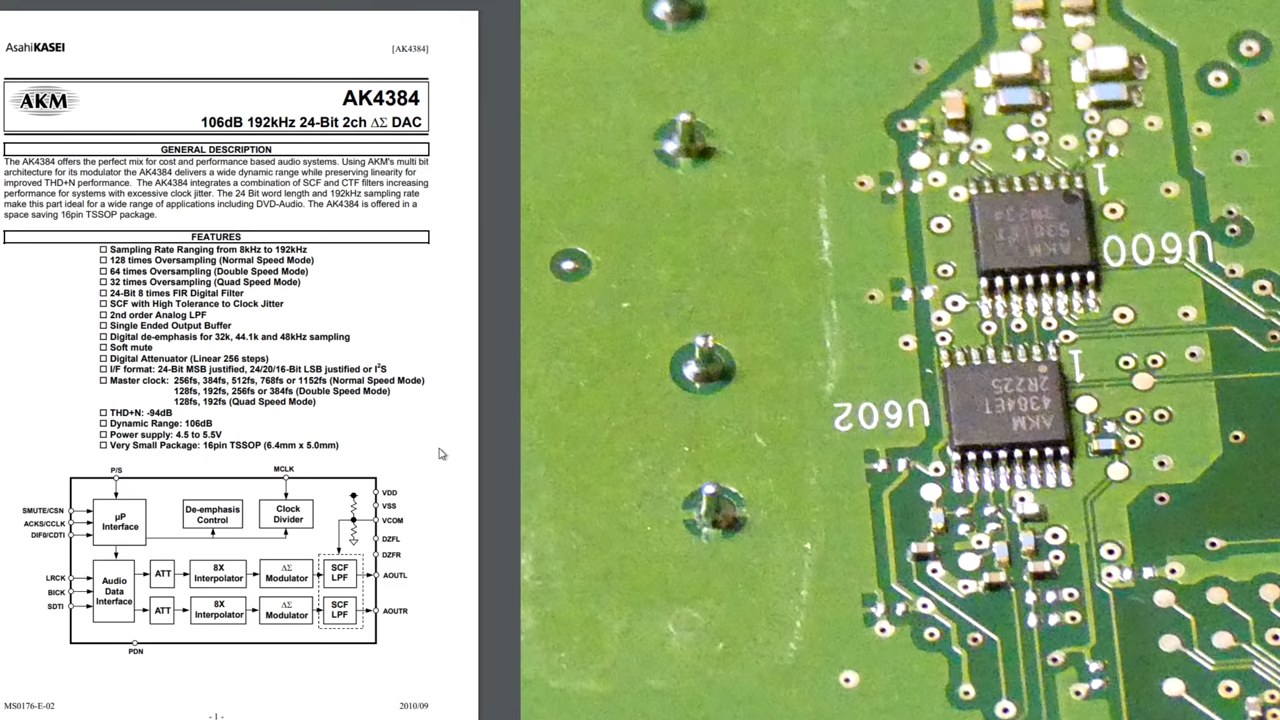 AsahiKASEI
[AK4384]
AKM
AK4384
106dB 192kHz 24-Bit 2ch ΔΣ DAC
GENERAL DESCRIPTION
The AK4384 offers the perfect mix for cost and performance based audio systems. Using AKM's multi bit
architecture for its modulator the AK4384 delivers a wide dynamic range while preserving linearity for
improved THD+N performance. The AK4384 integrates a combination of SCF and CTF filters increasing
performance for systems with excessive clock jitter. The 24 Bit word length and 192kHz sampling rate
make this part ideal for a wide range of applications including DVD-Audio. The AK4384 is offered in a
space saving 16pin TSSOP package.
FEATURES
☐ Sampling Rate Ranging from 8kHz to 192kHz
☐ 128 times Oversampling (Normal Speed Mode)
☐ 64 times Oversampling (Double Speed Mode)
☐ 32 times Oversampling (Quad Speed Mode)
☐ 24-Bit 8 times FIR Digital Filter
☐ SCF with High Tolerance to Clock Jitter
☐ 2nd order Analog LPF
☐ Single Ended Output Buffer
☐ Digital de-emphasis for 32k, 44.1k and 48kHz sampling
☐ Soft mute
☐ Digital Attenuator (Linear 256 steps)
☐ I/F format: 24-Bit MSB justified, 24/20/16-Bit LSB justified or I²S
☐ Master clock: 256fs, 384fs, 512fs, 768fs or 1152fs (Normal Speed Mode)
128fs, 192fs, 256fs or 384fs (Double Speed Mode)
128fs, 192fs (Quad Speed Mode)
☐ THD+N: -94dB
☐ Dynamic Range: 106dB
☐ Power supply: 4.5 to 5.5V
☐ Very Small Package: 16pin TSSOP (6.4mm x 5.0mm)
P/S
MCLK
SMUTE/CSN
ACKS/CCLK
DIF0/CDTI
µP Interface
De-emphasis Control
Clock Divider
VDD
VSS
VCOM
DZFL
DZFR
LRCK
BICK
SDTI
Audio Data Interface
ATT
8X Interpolator
ΔΣ Modulator
SCF LPF
AOUTL
ATT
8X Interpolator
ΔΣ Modulator
SCF LPF
AOUTR
PDN
MS0176-E-02
2010/09
- 1 -
1
U600
AKM
1
U602
AKM
4384ET
2R225